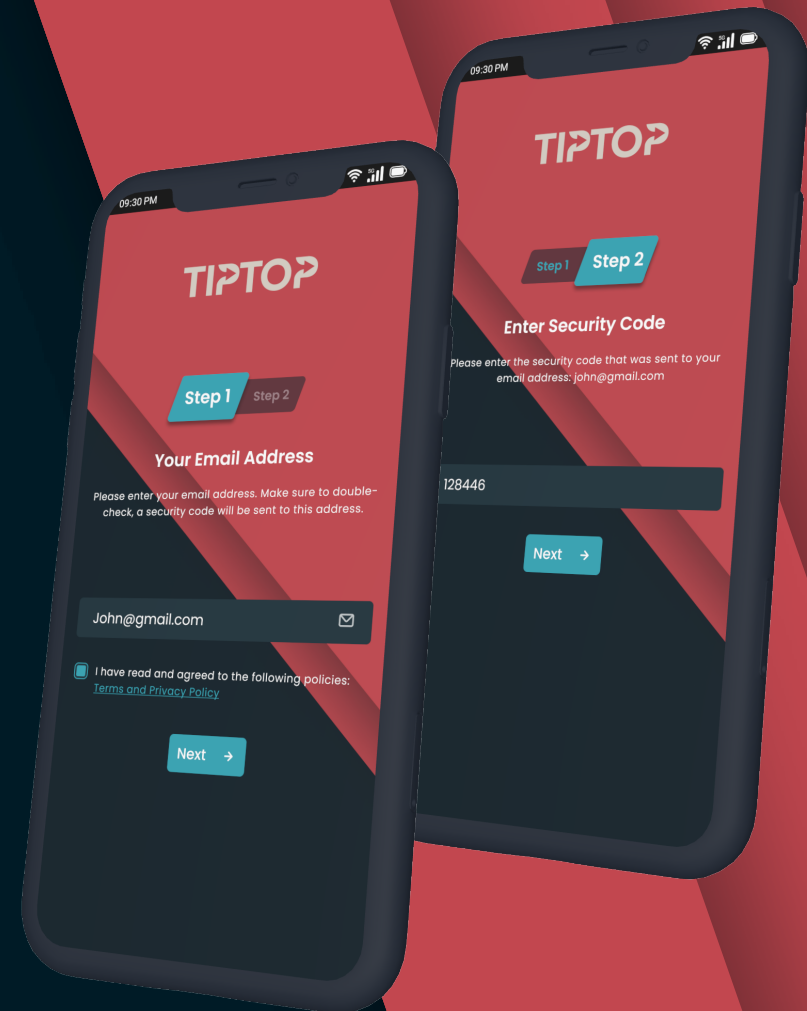 09:30 PM
5G
TIPTOP
Step 1
Step 2
Your Email Address
Please enter your email address. Make sure to double-
check, a security code will be sent to this address.
John@gmail.com
I have read and agreed to the following policies:
Terms and Privacy Policy
Next
09:30 PM
5G
TIPTOP
Step 1
Step 2
Enter Security Code
Please enter the security code that was sent to your
email address: john@gmail.com
128446
Next